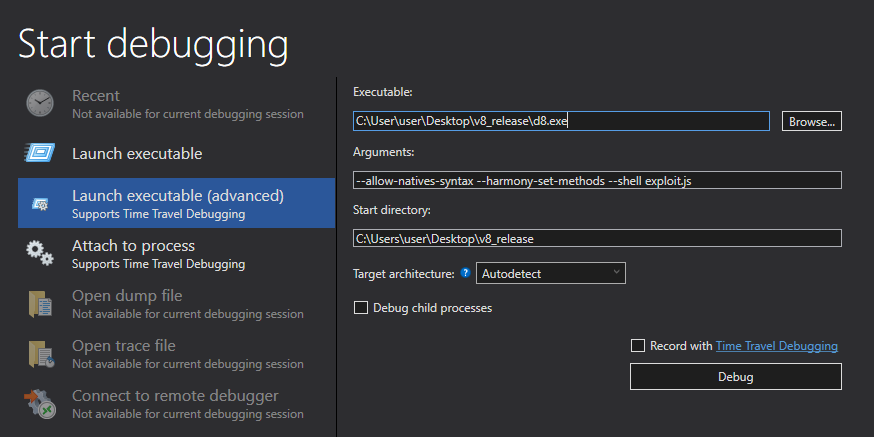 Start debugging
Recent
Not available for current debugging session
Launch executable
Launch executable (advanced)
Supports Time Travel Debugging
Attach to process
Supports Time Travel Debugging
Open dump file
Not available for current debugging session
Open trace file
Not available for current debugging session
Connect to remote debugger
Not available for current debugging session
Executable:
C:\User\user\Desktop\v8_release\d8.exe
Browse...
Arguments:
--allow-natives-syntax --harmony-set-methods --shell exploit.js
Start directory:
C:\Users\user\Desktop\v8_release
Target architecture: ? Autodetect
Debug child processes
Record with Time Travel Debugging
Debug